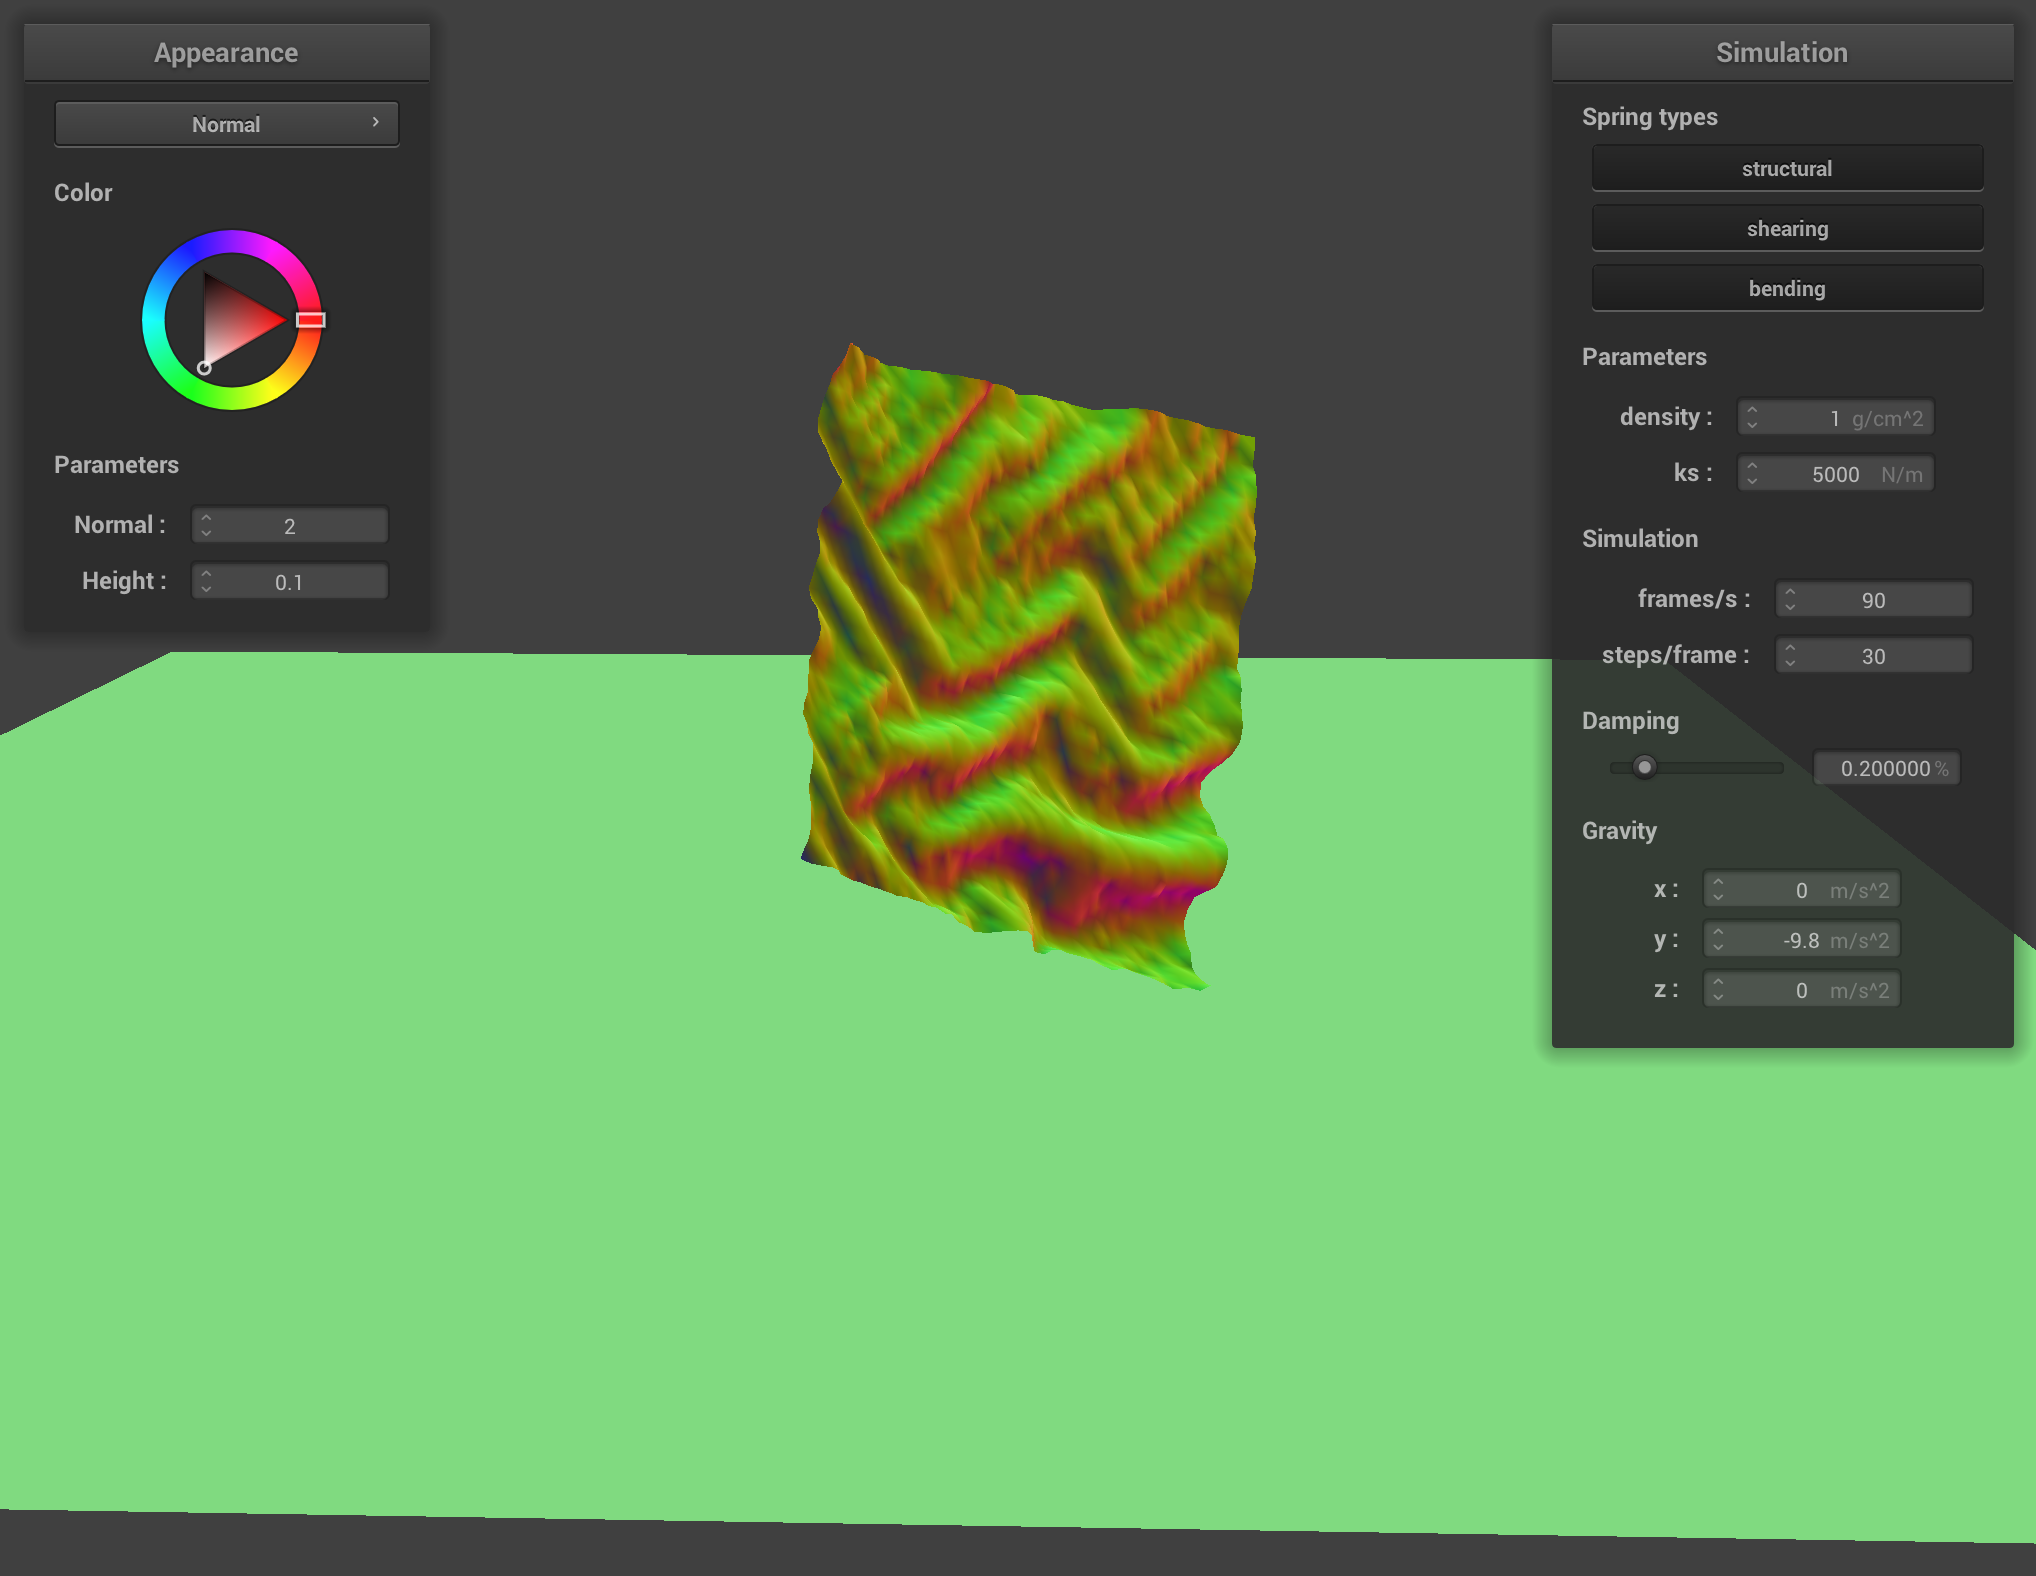 Appearance
Normal ›
Color
Parameters
Normal : 2
Height : 0.1
Simulation
Spring types
structural
shearing
bending
Parameters
density : 1 g/cm^2
ks : 5000 N/m
Simulation
frames/s : 90
steps/frame : 30
Damping
0.200000 %
Gravity
x : 0 m/s^2
y : -9.8 m/s^2
z : 0 m/s^2